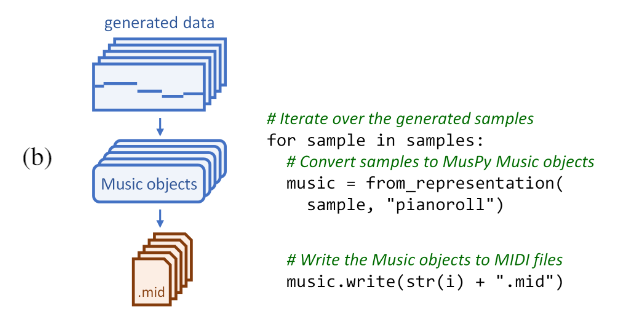 generated data
(b)
Music objects
.mid
# Iterate over the generated samples
for sample in samples:
# Convert samples to MusPy Music objects
music = from_representation(
sample, "pianoroll")
# Write the Music objects to MIDI files
music.write(str(i) + ".mid")